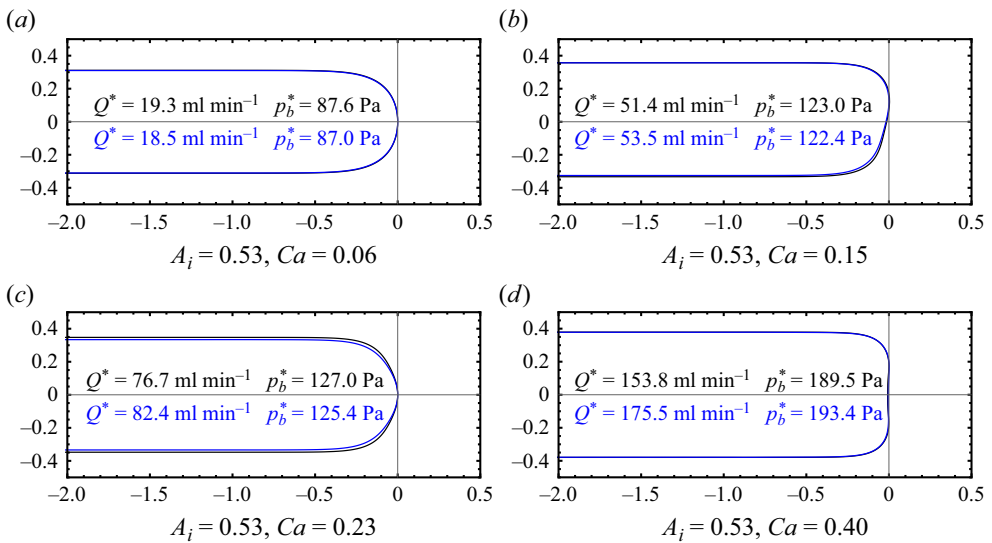 (a)
0.4
0.2
0
–0.2
–0.4
Q* = 19.3 ml min–1 p*b = 87.6 Pa
Q* = 18.5 ml min–1 p*b = 87.0 Pa
–2.0 –1.5 –1.0 –0.5 0 0.5
Ai = 0.53, Ca = 0.06
(b)
0.4
0.2
0
–0.2
–0.4
Q* = 51.4 ml min–1 p*b = 123.0 Pa
Q* = 53.5 ml min–1 p*b = 122.4 Pa
–2.0 –1.5 –1.0 –0.5 0 0.5
Ai = 0.53, Ca = 0.15
(c)
0.4
0.2
0
–0.2
–0.4
Q* = 76.7 ml min–1 p*b = 127.0 Pa
Q* = 82.4 ml min–1 p*b = 125.4 Pa
–2.0 –1.5 –1.0 –0.5 0 0.5
Ai = 0.53, Ca = 0.23
(d)
0.4
0.2
0
–0.2
–0.4
Q* = 153.8 ml min–1 p*b = 189.5 Pa
Q* = 175.5 ml min–1 p*b = 193.4 Pa
–2.0 –1.5 –1.0 –0.5 0 0.5
Ai = 0.53, Ca = 0.40